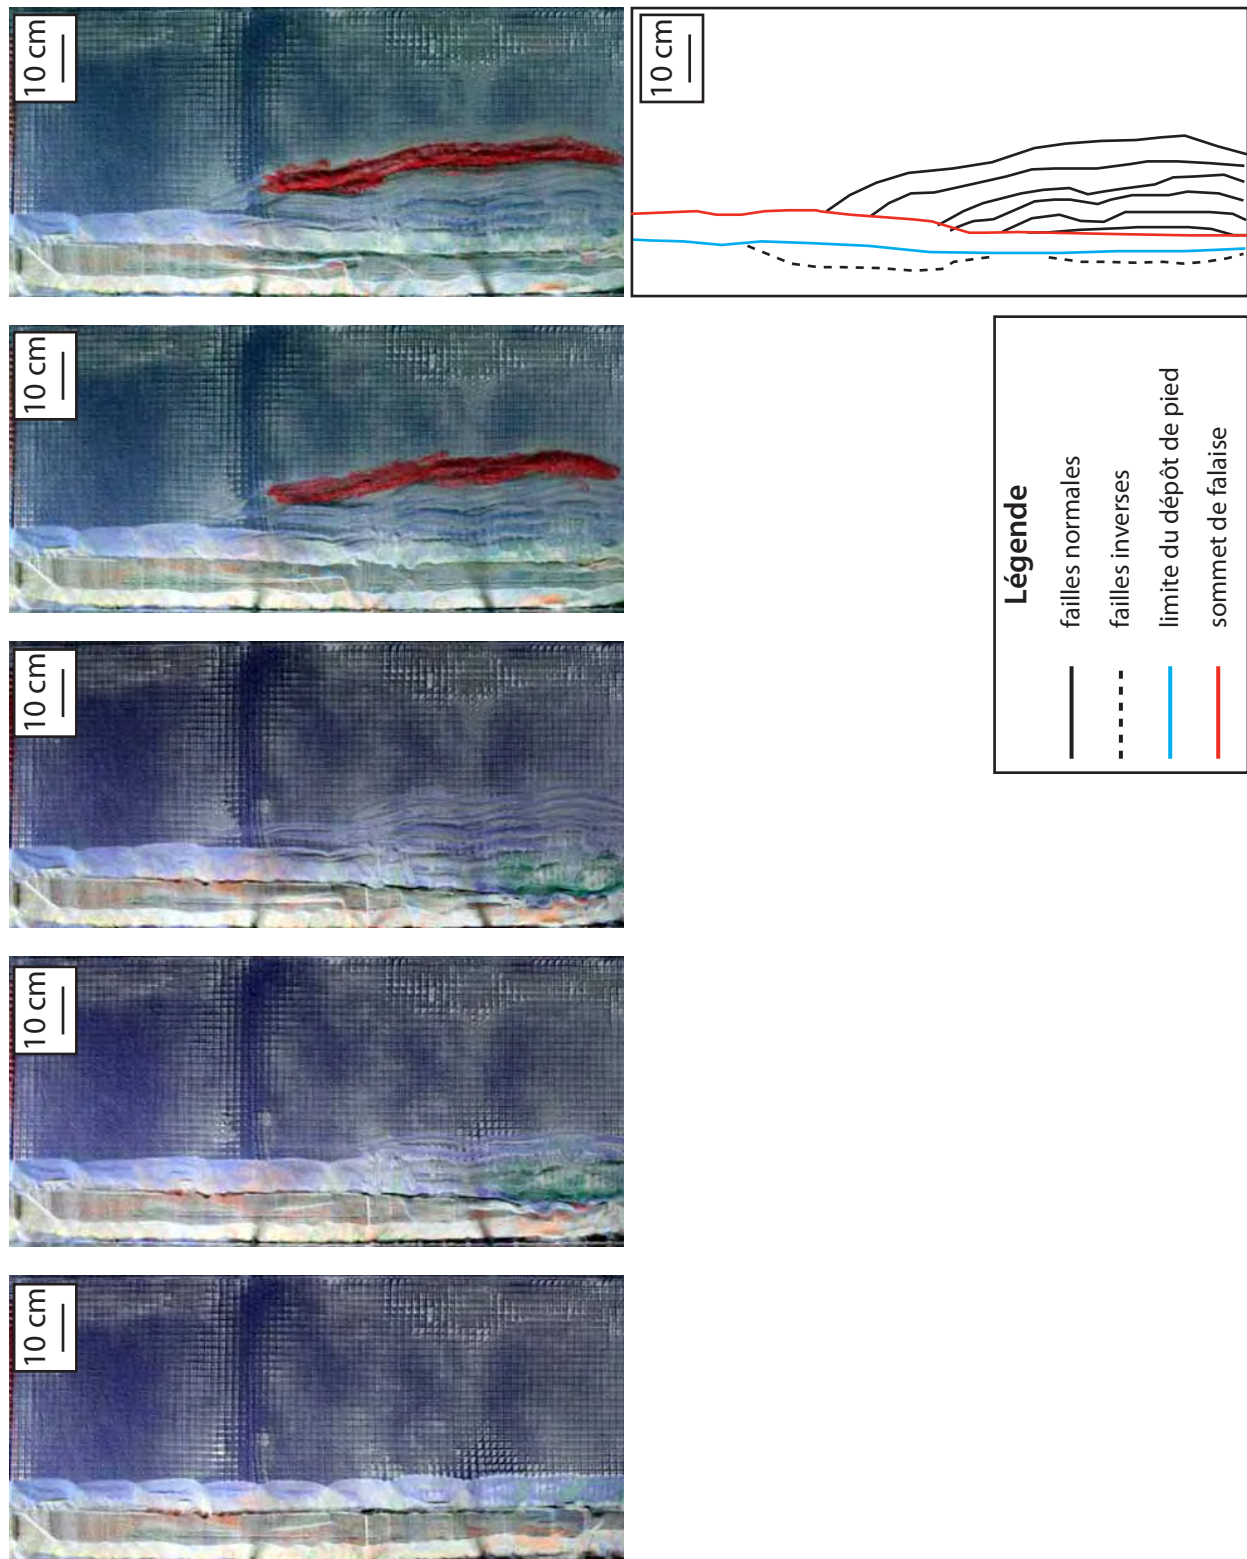 10 cm
10 cm
10 cm
10 cm
10 cm
10 cm
Légende
failles normales
failles inverses
limite du dépôt de pied
sommet de falaise